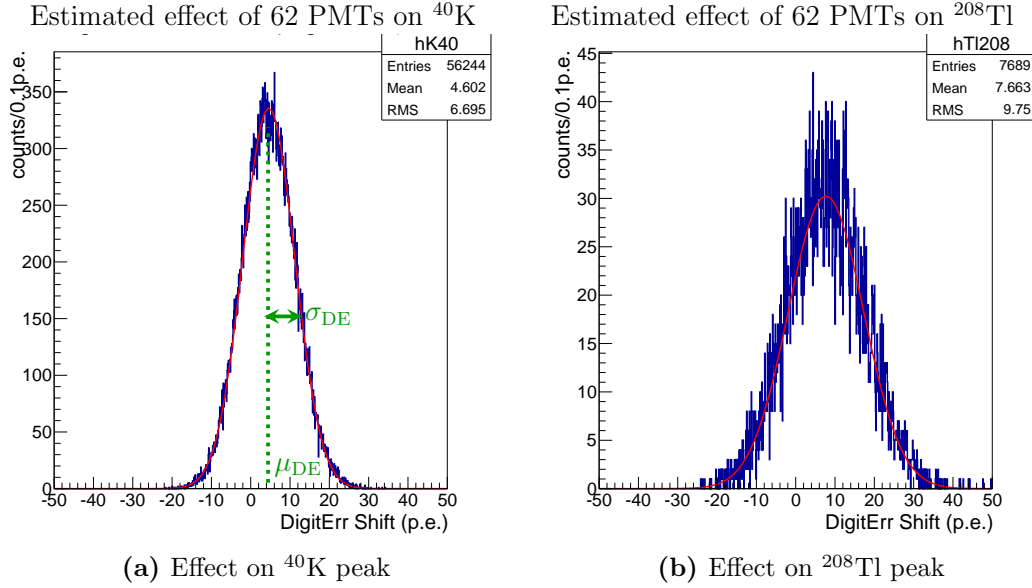 Estimated effect of 62 PMTs on ⁴⁰K
hK40
Entries 56244
Mean 4.602
RMS 6.695
counts/0.1p.e.
350
300
250
200
150
100
50
0
σDE
μDE
-50 -40 -30 -20 -10 0 10 20 30 40 50
DigitErr Shift (p.e.)
(a) Effect on ⁴⁰K peak
Estimated effect of 62 PMTs on ²⁰⁸Tl
hTl208
Entries 7689
Mean 7.663
RMS 9.75
counts/0.1p.e.
45
40
35
30
25
20
15
10
5
0
-50 -40 -30 -20 -10 0 10 20 30 40 50
DigitErr Shift (p.e.)
(b) Effect on ²⁰⁸Tl peak